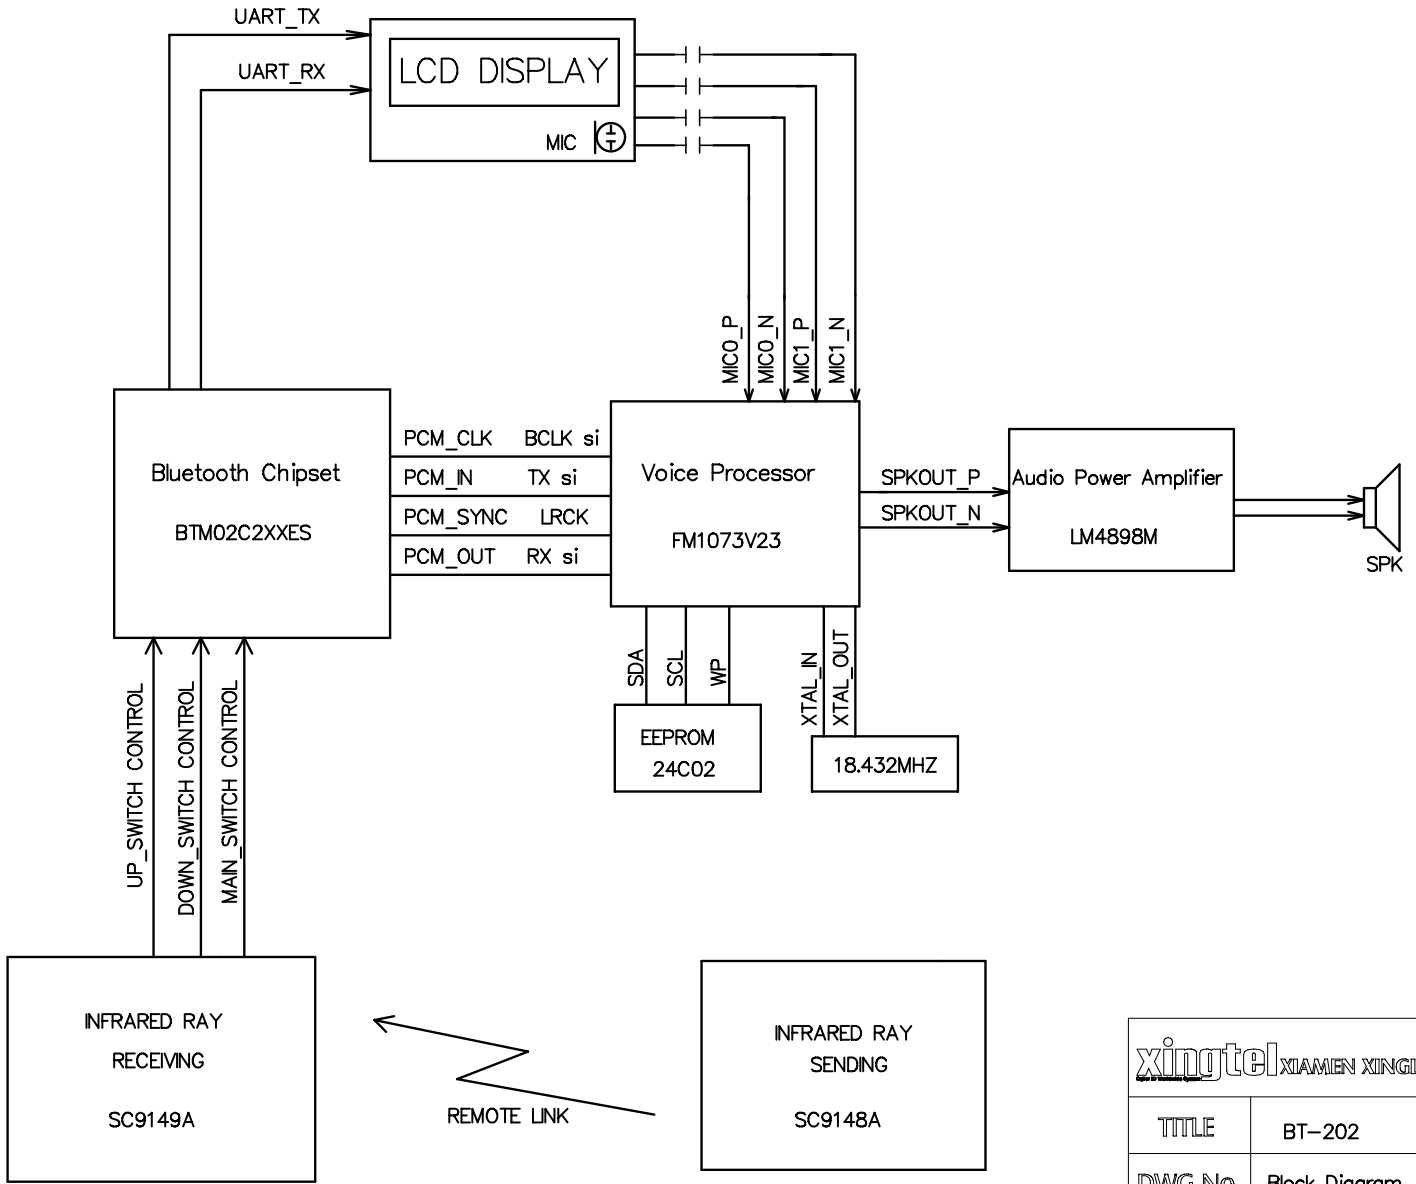 UART_TX
UART_RX
LCD DISPLAY
MIC
MIC0_P
MIC0_N
MIC1_P
MIC1_N
Bluetooth Chipset
BTM02C2XXES
PCM_CLK BCLK si
PCM_IN TX si
PCM_SYNC LRCK
PCM_OUT RX si
Voice Processor
FM1073V23
SPKOUT_P
SPKOUT_N
Audio Power Amplifier
LM4898M
SPK
SDA
SCL
WP
XTAL_IN
XTAL_OUT
EEPROM
24C02
18.432MHZ
UP_SWITCH CONTROL
DOWN_SWITCH CONTROL
MAIN_SWITCH CONTROL
INFRARED RAY
RECEIVING
SC9149A
REMOTE LINK
INFRARED RAY
SENDING
SC9148A
xingtel XIAMEN XINGL
TITLE BT-202
DWG No Block Diagram